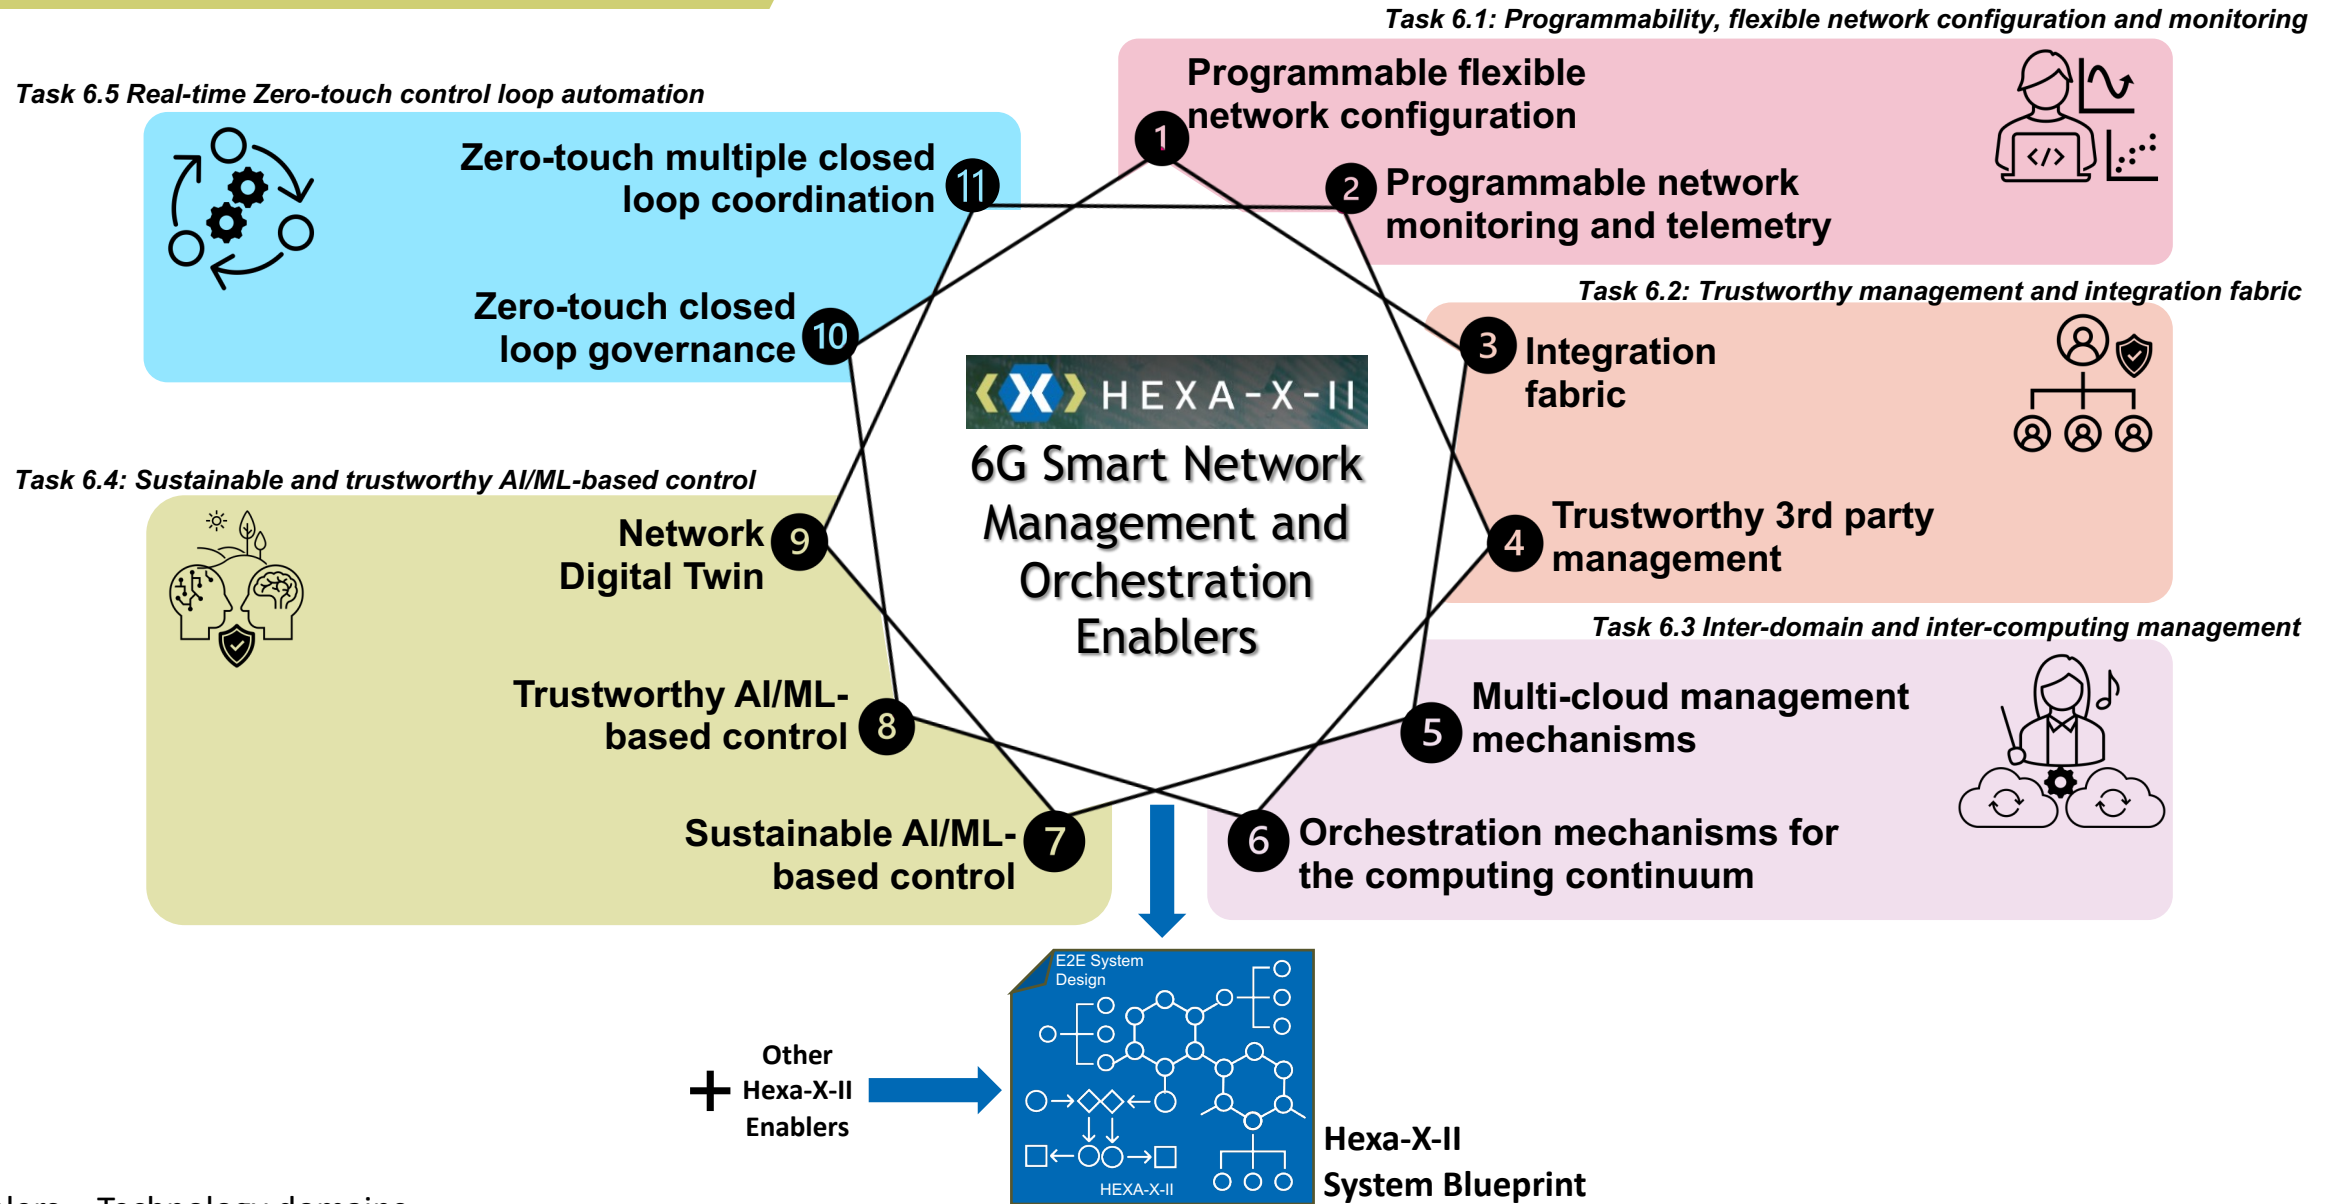 Task 6.1: Programmability, flexible network configuration and monitoring
Programmable flexible
network configuration
1
2
Programmable network
monitoring and telemetry
Task 6.5 Real-time Zero-touch control loop automation
Zero-touch multiple closed
loop coordination
11
Zero-touch closed
loop governance
10
Task 6.2: Trustworthy management and integration fabric
3
Integration
fabric
4
Trustworthy 3rd party
management
HEXA-X-II
6G Smart Network
Management and
Orchestration
Enablers
Task 6.4: Sustainable and trustworthy AI/ML-based control
Network
Digital Twin
9
Trustworthy AI/ML-
based control
8
Sustainable AI/ML-
based control
7
Task 6.3 Inter-domain and inter-computing management
5
Multi-cloud management
mechanisms
6
Orchestration mechanisms for
the computing continuum
</>
E2E System
Design
HEXA-X-II
+
Other
Hexa-X-II
Enablers
Hexa-X-II
System Blueprint
Technology domains